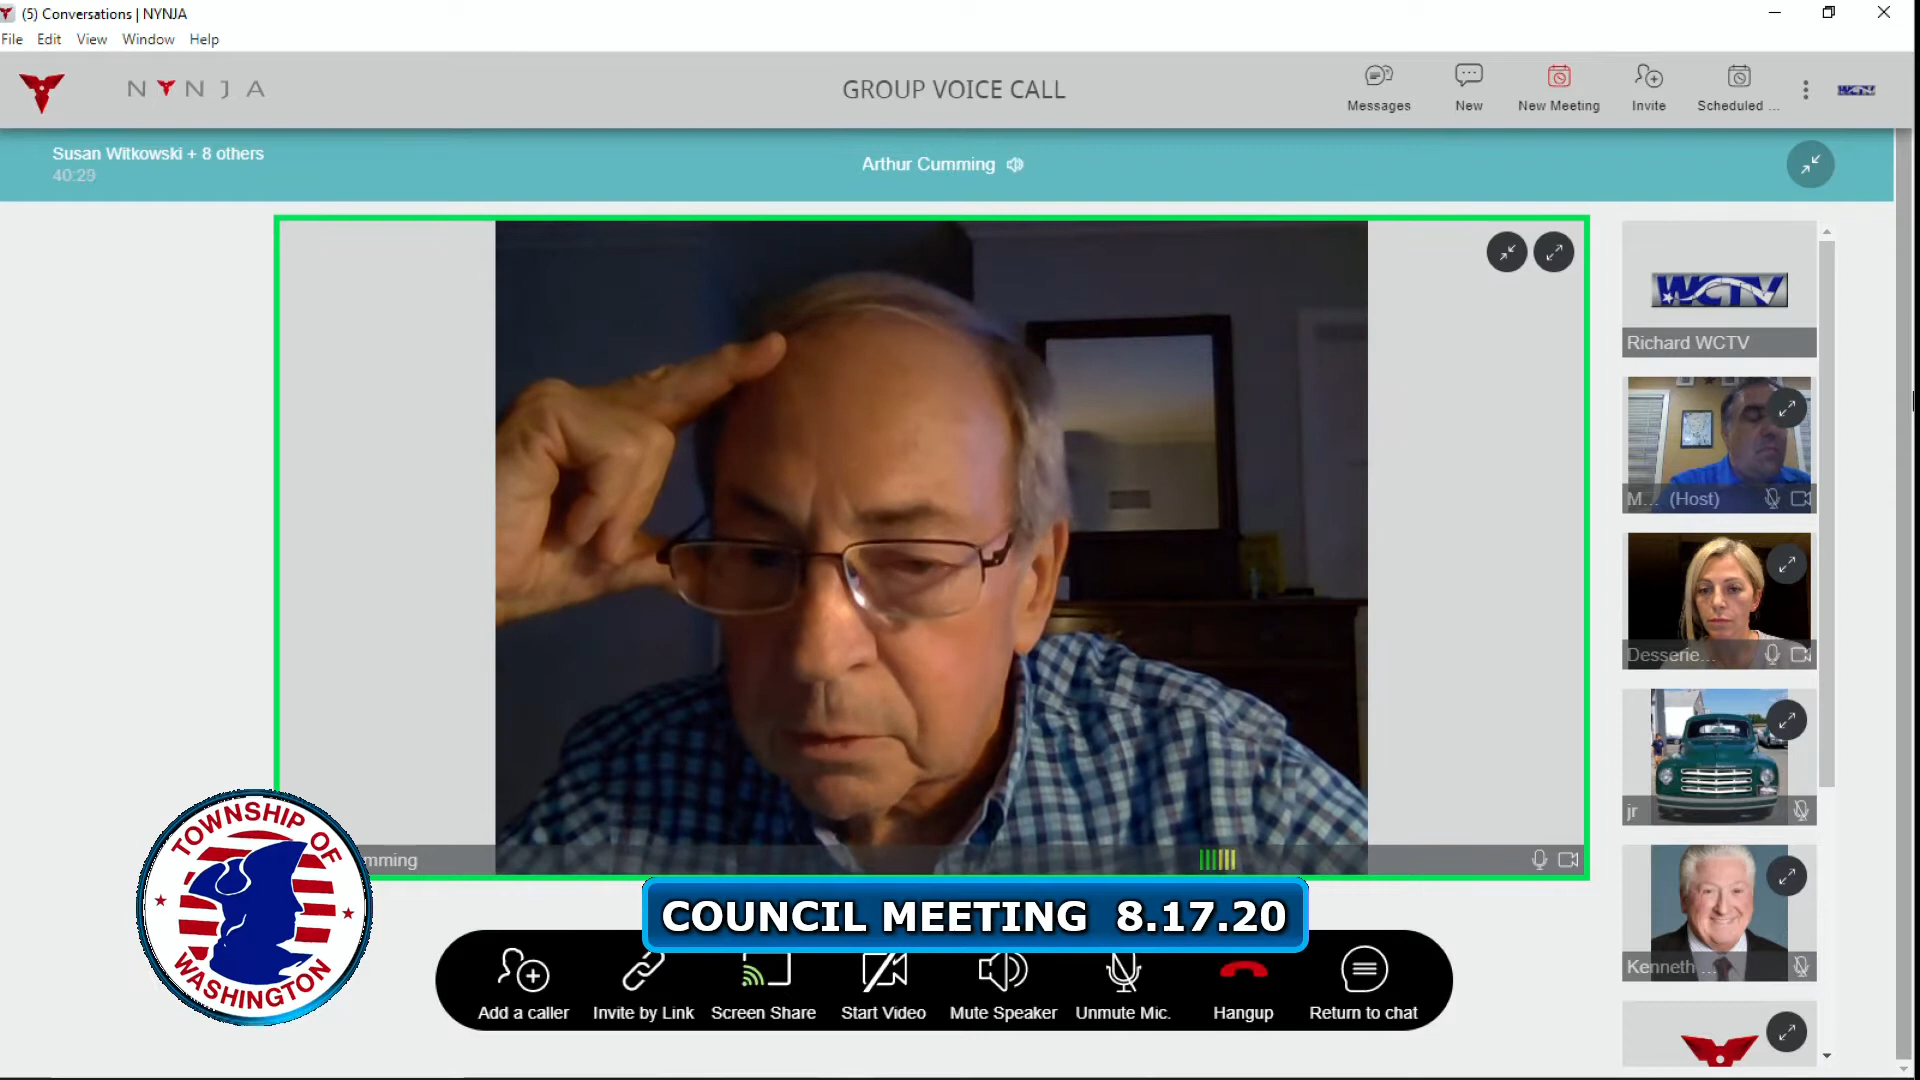 (5) Conversations | NYNJA
File Edit View Window Help
NYNJA
GROUP VOICE CALL
Messages
New
New Meeting
Invite
Scheduled ...
WCTV
Susan Witkowski + 8 others
40:29
Arthur Cumming
WCTV
Richard WCTV
M... (Host)
Desserie...
jr
Kenneth ...
mming
TOWNSHIP OF
WASHINGTON
COUNCIL MEETING 8.17.20
Add a caller
Invite by Link
Screen Share
Start Video
Mute Speaker
Unmute Mic.
Hangup
Return to chat